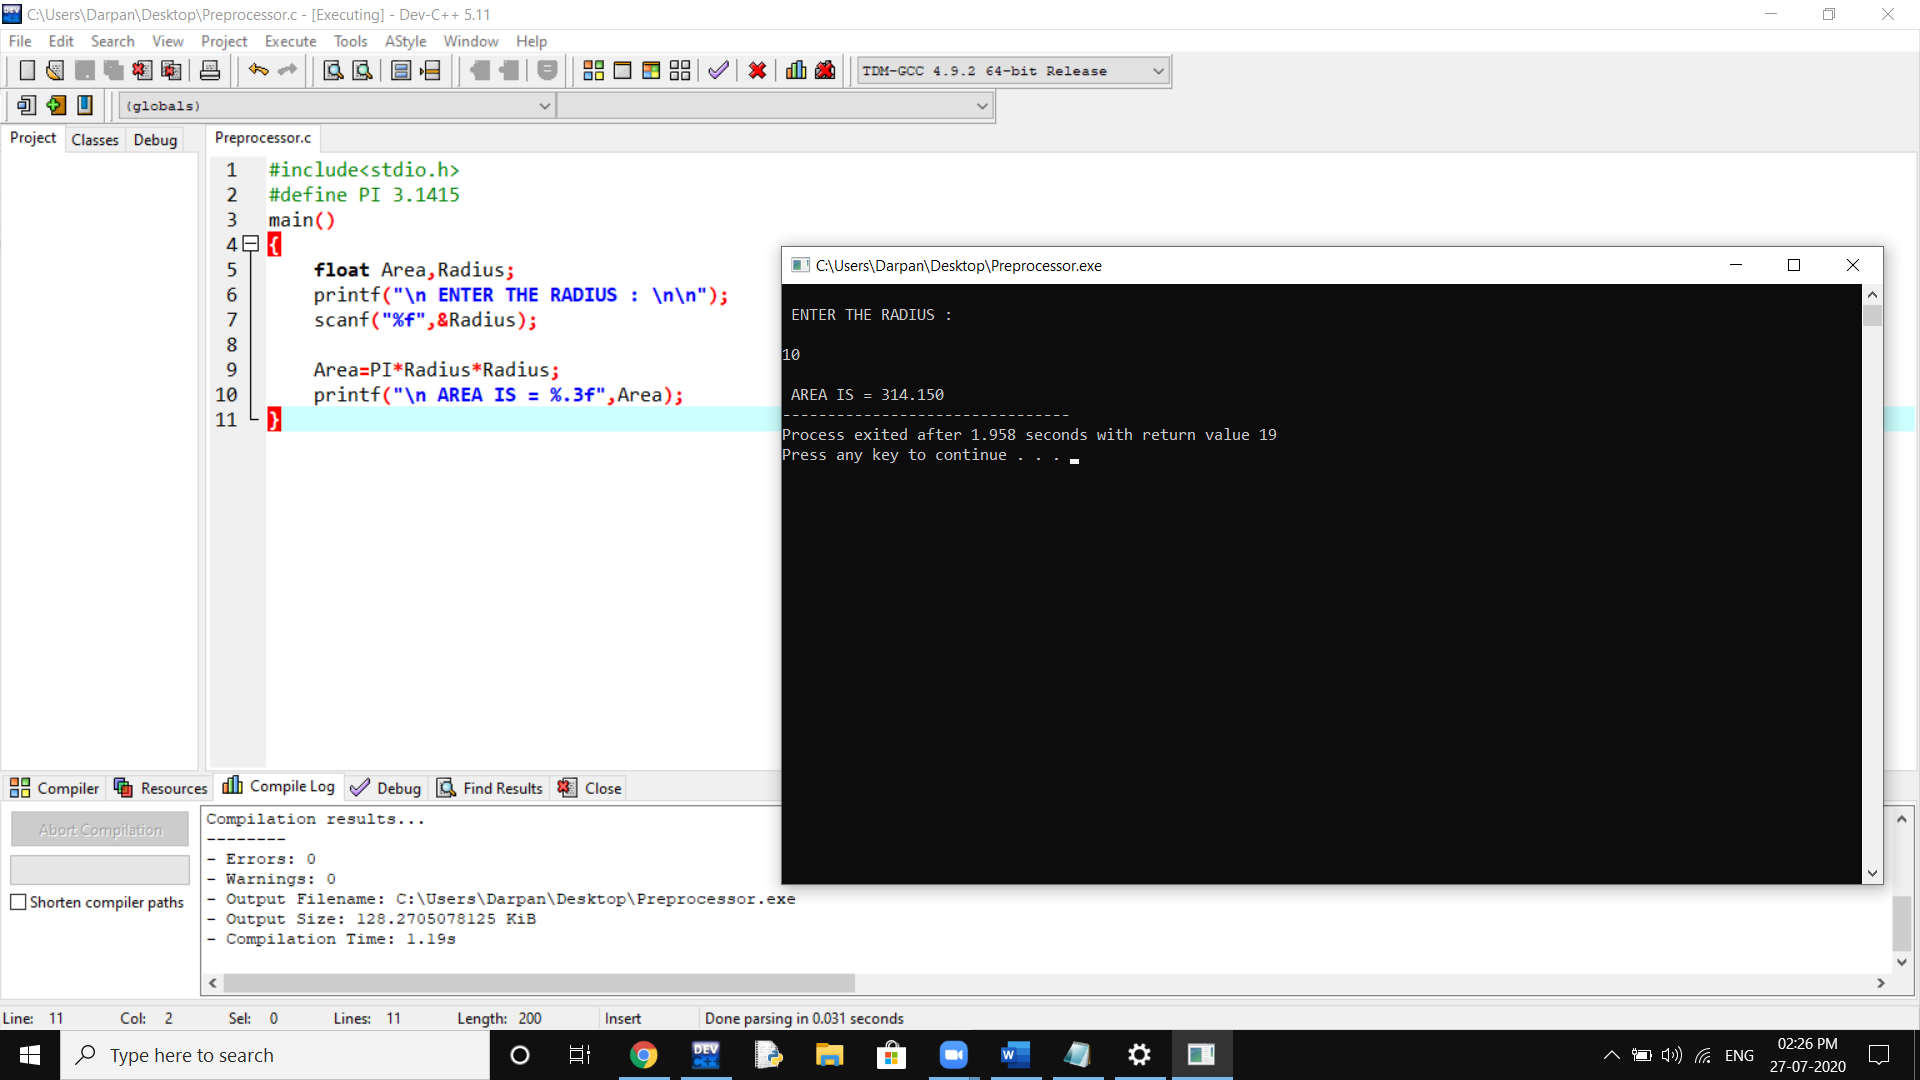 C:\Users\Darpan\Desktop\Preprocessor.c - [Executing] - Dev-C++ 5.11
File Edit Search View Project Execute Tools AStyle Window Help
TDM-GCC 4.9.2 64-bit Release
(globals)
Project Classes Debug
Preprocessor.c
1 #include<stdio.h>
2 #define PI 3.1415
3 main()
4 {
5 float Area,Radius;
6 printf("\n ENTER THE RADIUS : \n\n");
7 scanf("%f",&Radius);
8
9 Area=PI*Radius*Radius;
10 printf("\n AREA IS = %.3f",Area);
11 }
C:\Users\Darpan\Desktop\Preprocessor.exe
ENTER THE RADIUS :
10
AREA IS = 314.150
--------------------------------
Process exited after 1.958 seconds with return value 19
Press any key to continue . . .
Compiler Resources Compile Log Debug Find Results Close
Abort Compilation
Shorten compiler paths
Compilation results...
--------
- Errors: 0
- Warnings: 0
- Output Filename: C:\Users\Darpan\Desktop\Preprocessor.exe
- Output Size: 128.2705078125 KiB
- Compilation Time: 1.19s
Line: 11 Col: 2 Sel: 0 Lines: 11 Length: 200 Insert Done parsing in 0.031 seconds
Type here to search
DEV C++
ENG
02:26 PM
27-07-2020